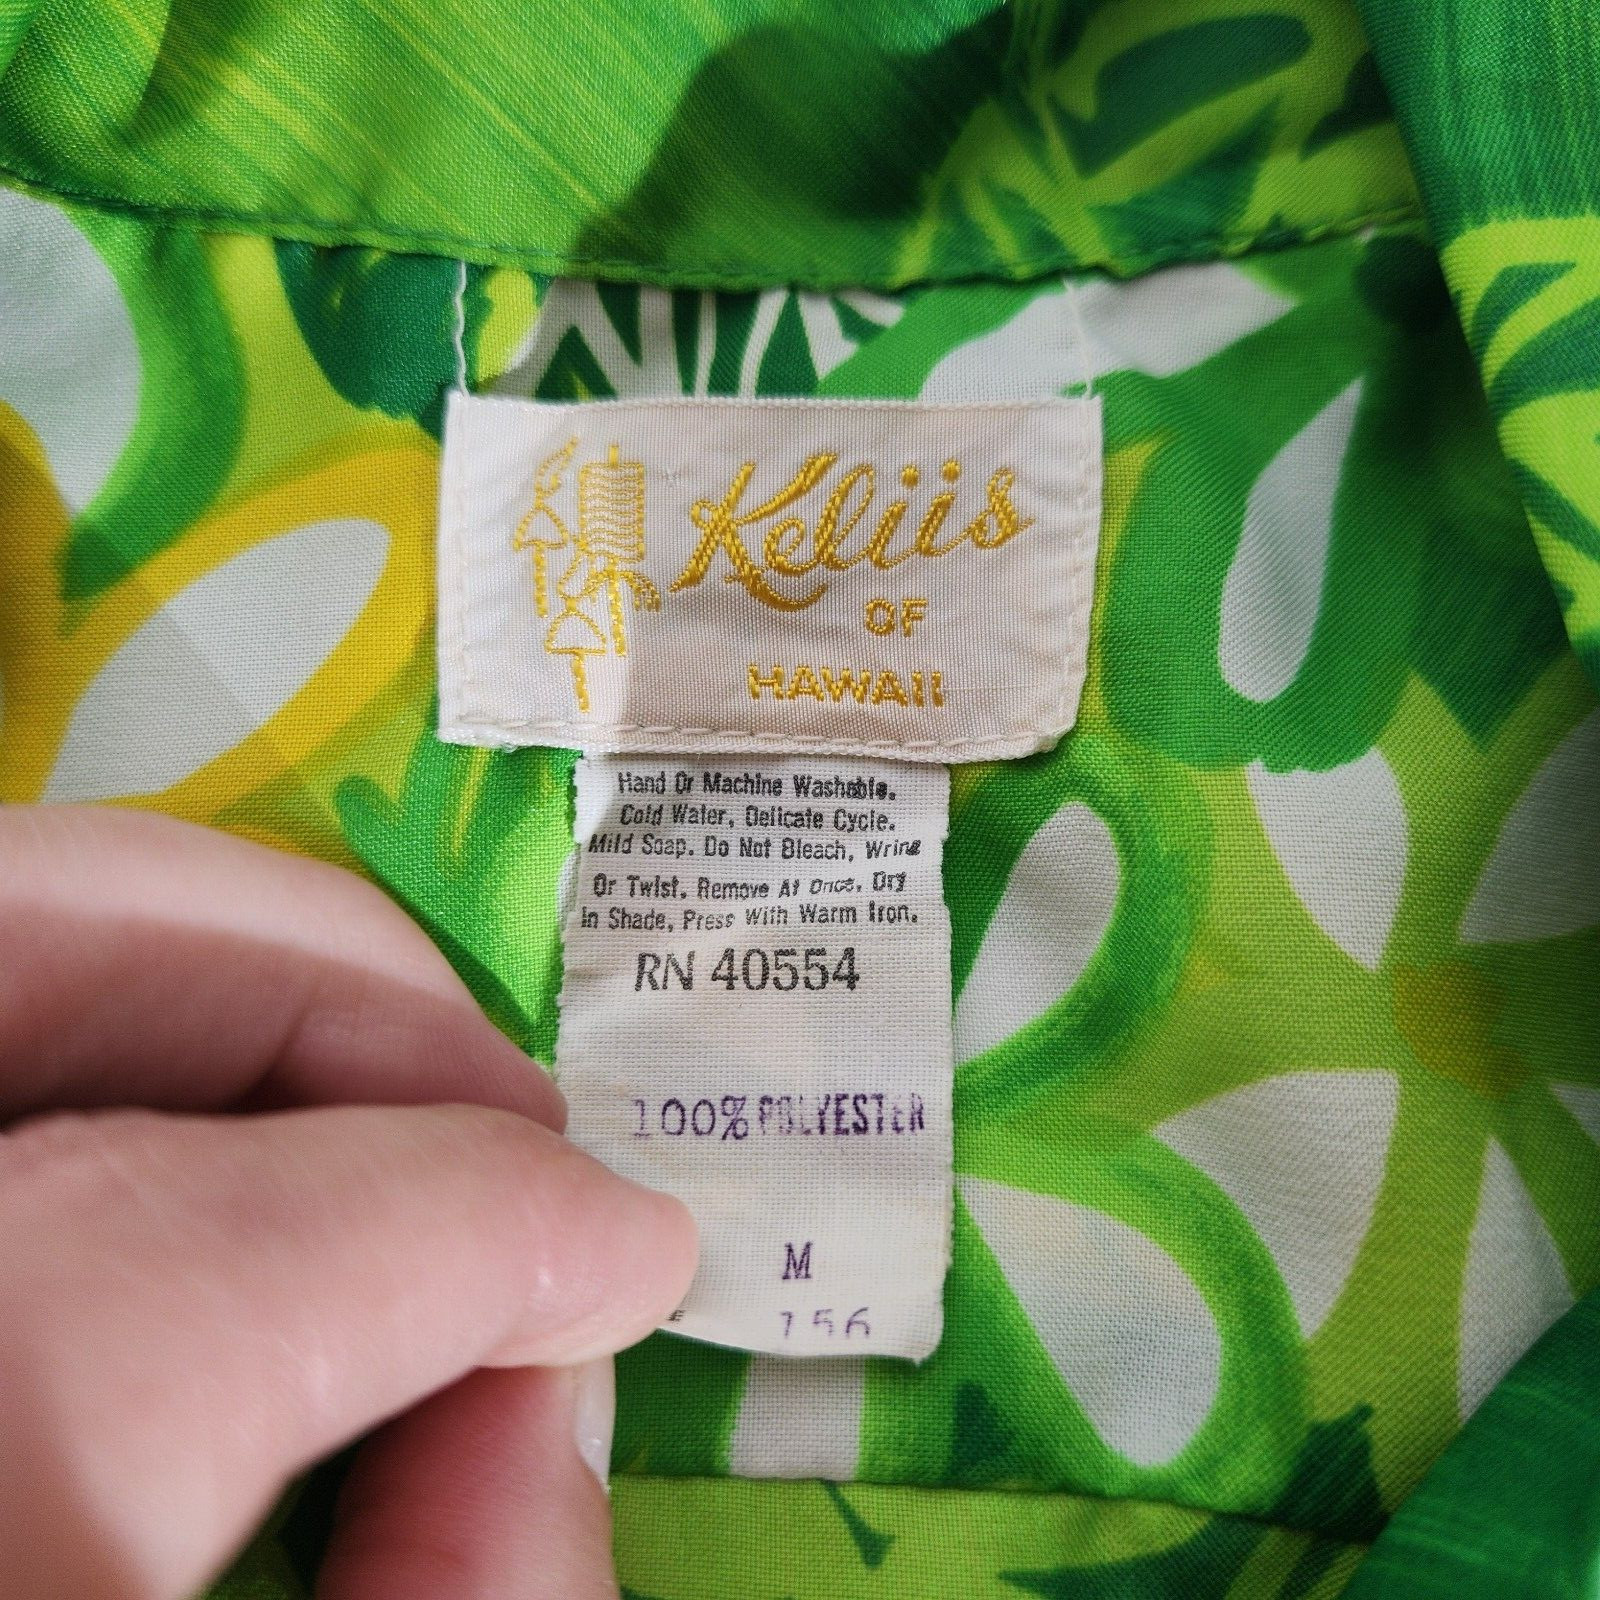 Keliis
OF
HAWAII
Hand Or Machine Washable.
Cold Water, Delicate Cycle.
Mild Soap. Do Not Bleach, Wring
Or Twist. Remove At Once. Dry
In Shade, Press With Warm Iron.
RN 40554
100% POLYESTER
M
E 156